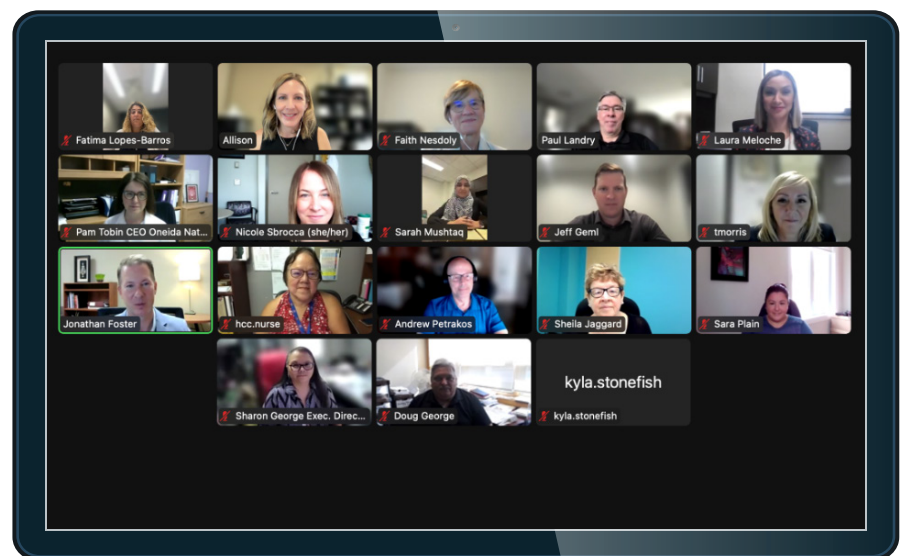 Fatima Lopes-Barros
Allison
Faith Nesdoly
Paul Landry
Laura Meloche
Pam Tobin CEO Oneida Nat...
Nicole Sbrocca (she/her)
Sarah Mushtaq
Jeff Geml
tmorris
Jonathan Foster
hcc.nurse
Andrew Petrakos
Sheila Jaggard
Sara Plain
Sharon George Exec. Direc...
Doug George
kyla.stonefish
kyla.stonefish